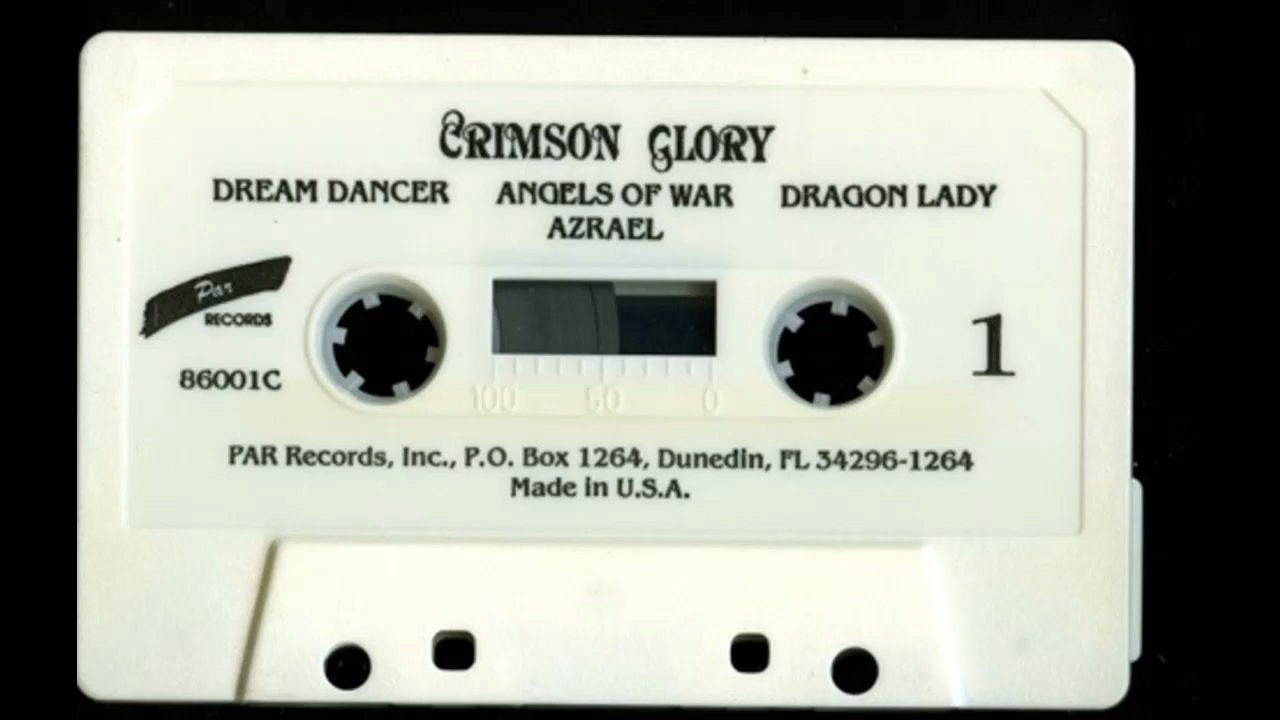 CRIMSON GLORY
DREAM DANCER ANGELS OF WAR DRAGON LADY
AZRAEL
Par
RECORDS
1
86001C
100 50 0
PAR Records, Inc., P.O. Box 1264, Dunedin, FL 34296-1264
Made in U.S.A.